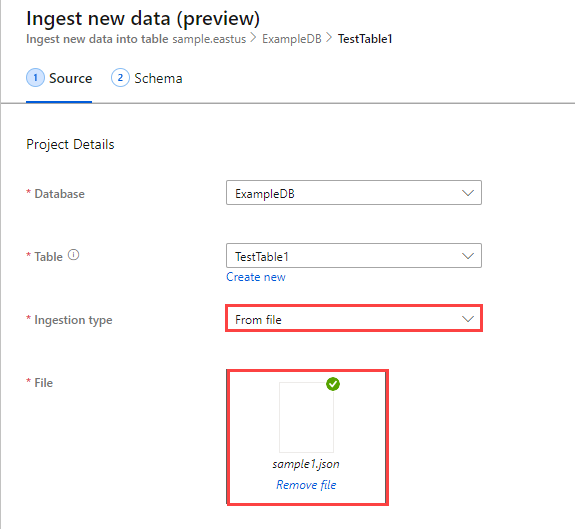 Ingest new data (preview)
Ingest new data into table sample.eastus > ExampleDB > TestTable1
1 Source 2 Schema
Project Details
* Database ExampleDB
* Table TestTable1
Create new
* Ingestion type From file
* File
sample1.json
Remove file